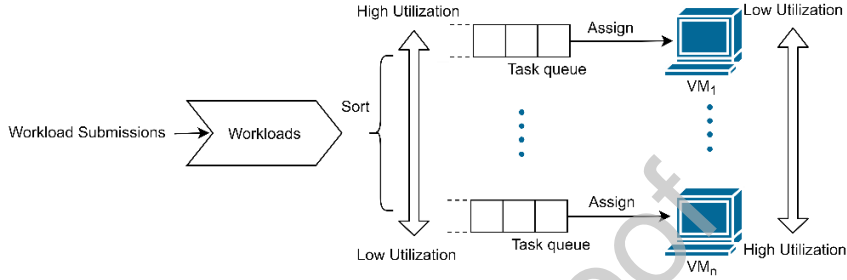 High Utilization
Low Utilization
Assign
Task queue
VM1
Sort
Workload Submissions
Workloads
Assign
Task queue
Low Utilization
High Utilization
VMn